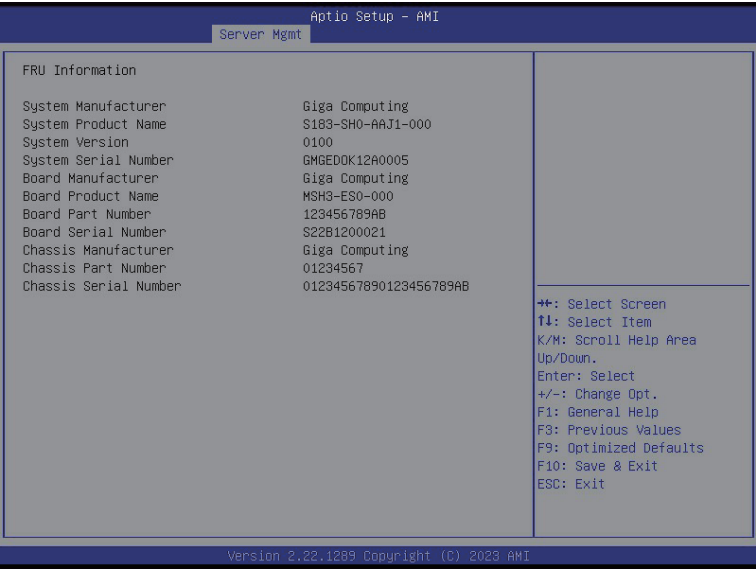 Aptio Setup – AMI
Server Mgmt
FRU Information
System Manufacturer Giga Computing
System Product Name S183-SH0-AAJ1-000
System Version 0100
System Serial Number GMGED0K12A0005
Board Manufacturer Giga Computing
Board Product Name MSH3-ES0-000
Board Part Number 123456789AB
Board Serial Number S22B1200021
Chassis Manufacturer Giga Computing
Chassis Part Number 01234567
Chassis Serial Number 01234567890123456789AB
→←: Select Screen
↑↓: Select Item
K/M: Scroll Help Area
Up/Down.
Enter: Select
+/-: Change Opt.
F1: General Help
F3: Previous Values
F9: Optimized Defaults
F10: Save & Exit
ESC: Exit
Version 2.22.1289 Copyright (C) 2023 AMI